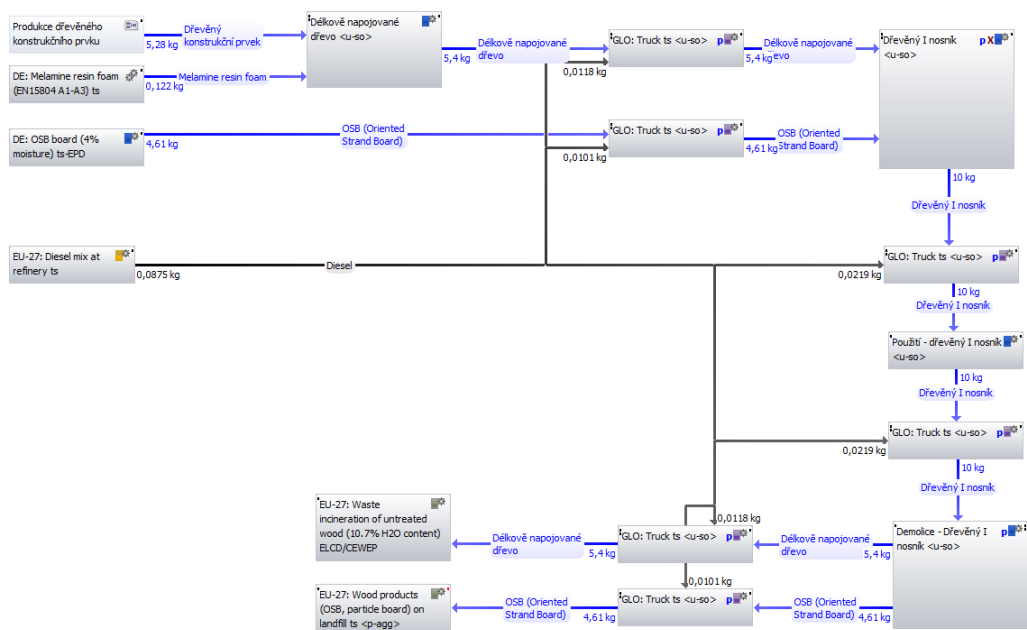 Produkce dřevěného
konstrukčního prvku
5,28 kg
Dřevěný
konstrukční prvek
DE: Melamine resin foam
(EN15804 A1-A3) ts
0,122 kg
Melamine resin foam
Délkově napojované
dřevo <u-so>
5,4 kg
Délkově napojované
dřevo
GLO: Truck ts <u-so>
p
0,0118 kg
5,4 kg
Délkově napojované
evo
Dřevěný I nosník
<u-so>
p X
DE: OSB board (4%
moisture) ts-EPD
4,61 kg
OSB (Oriented
Strand Board)
GLO: Truck ts <u-so>
p
0,0101 kg
4,61 kg
OSB (Oriented
Strand Board)
10 kg
Dřevěný I nosník
EU-27: Diesel mix at
refinery ts
0,0875 kg
Diesel
GLO: Truck ts <u-so>
p
0,0219 kg
10 kg
Dřevěný I nosník
Použití - dřevěný I nosník
<u-so>
10 kg
Dřevěný I nosník
GLO: Truck ts <u-so>
p
0,0219 kg
10 kg
Dřevěný I nosník
EU-27: Waste
incineration of untreated
wood (10.7% H2O content)
ELCD/CEWEP
Délkově napojované
dřevo
5,4 kg
0,0118 kg
GLO: Truck ts <u-so>
p
Délkově napojované
dřevo
5,4 kg
Demolice - Dřevěný I
nosník <u-so>
p
EU-27: Wood products
(OSB, particle board) on
landfill ts <p-agg>
OSB (Oriented
Strand Board)
4,61 kg
0,0101 kg
GLO: Truck ts <u-so>
p
OSB (Oriented
Strand Board)
4,61 kg